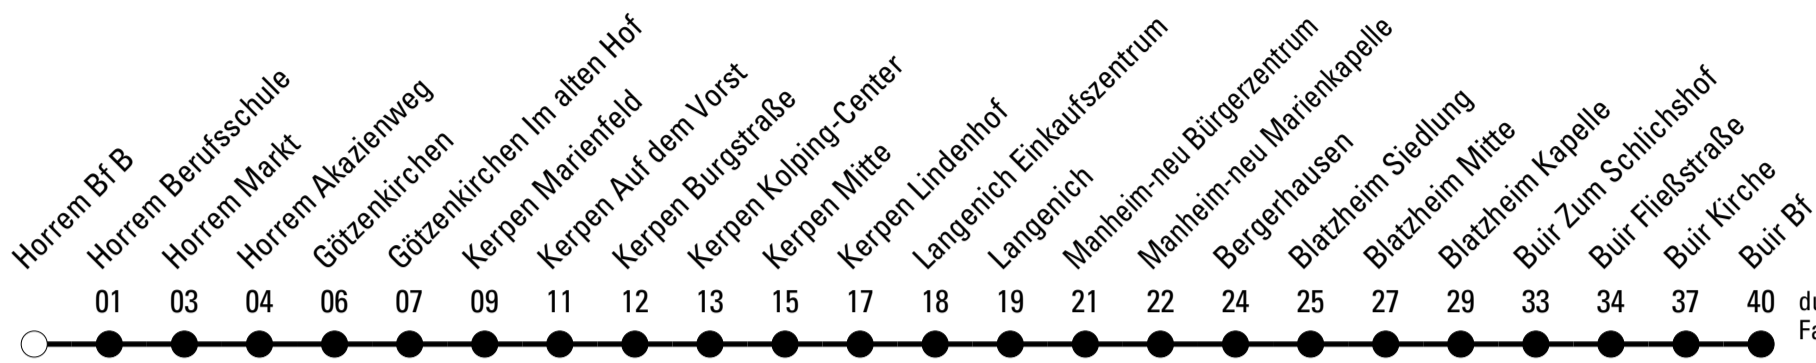 Horrem Bf B
Horrem Berufsschule
Horrem Markt
Horrem Akazienweg
Götzenkirchen
Götzenkirchen Im alten Hof
Kerpen Marienfeld
Kerpen Auf dem Vorst
Kerpen Burgstraße
Kerpen Kolping-Center
Kerpen Mitte
Kerpen Lindenhof
Langenich Einkaufszentrum
Langenich
Manheim-neu Bürgerzentrum
Manheim-neu Marienkapelle
Bergerhausen
Blatzheim Siedlung
Blatzheim Mitte
Blatzheim Kapelle
Buir Zum Schlichshof
Buir Fließstraße
Buir Kirche
Buir Bf
01 03 04 06 07 09 11 12 13 15 17 18 19 21 22 24 25 27 29 33 34 37 40